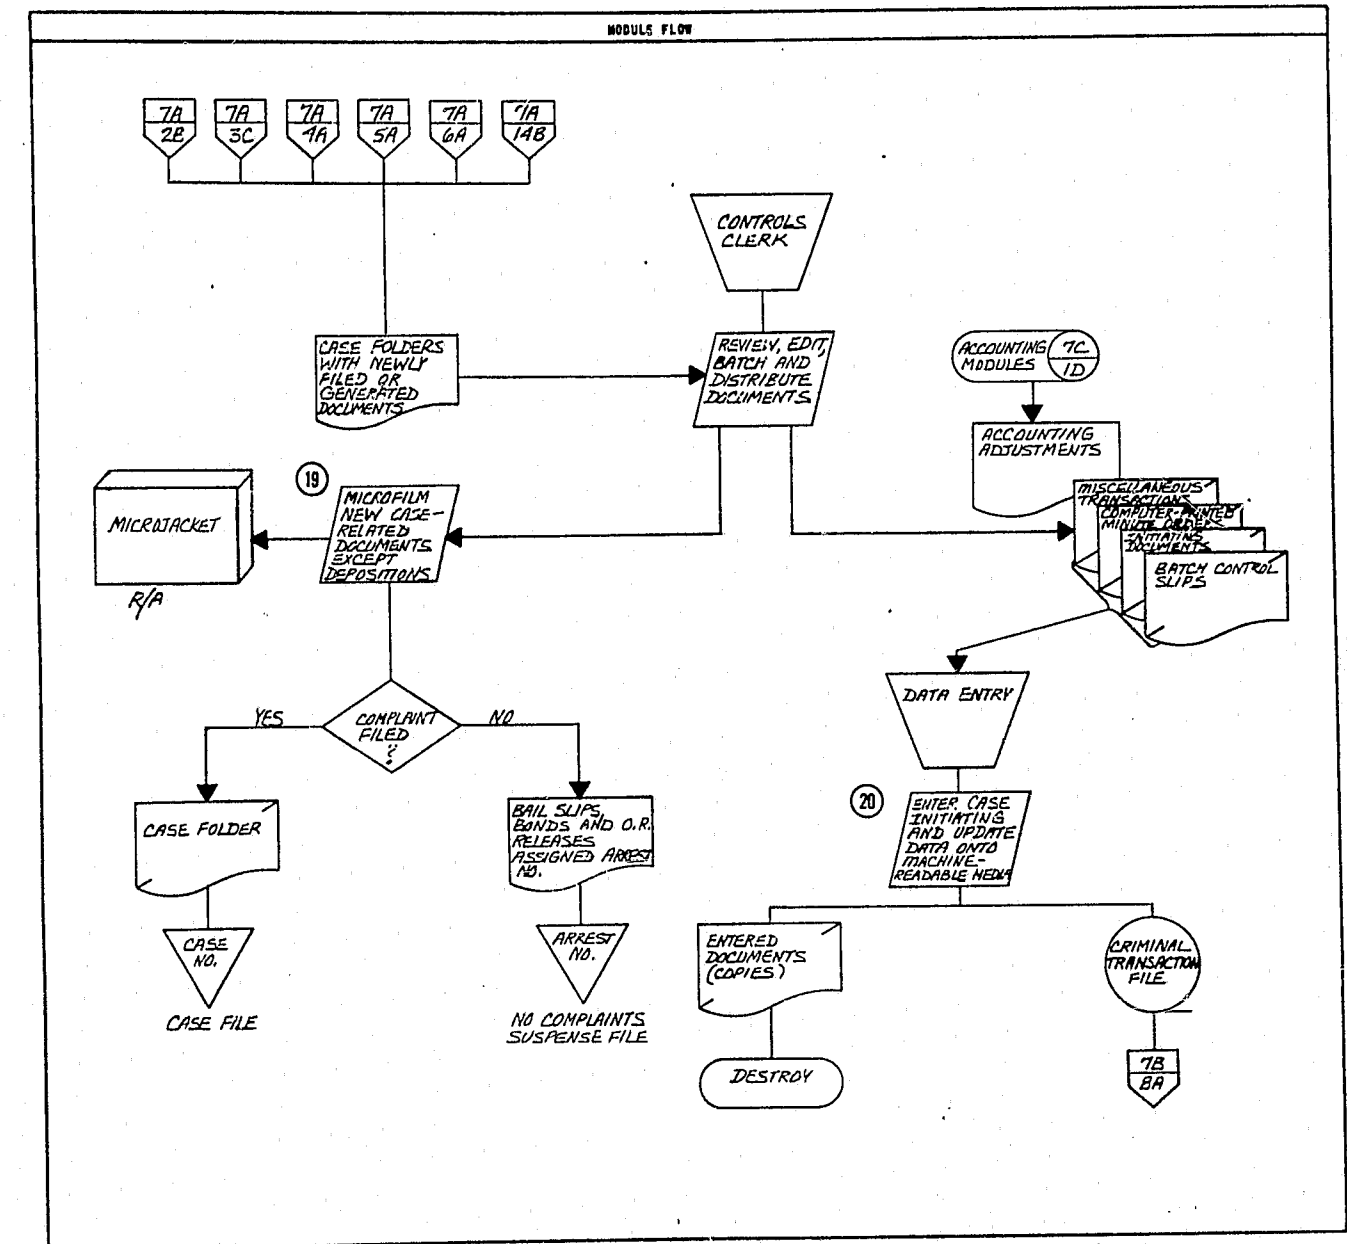 MODULE FLOW
7A 7A 7A 7A 7A 7A
2B 3C 4A 5A 6A 14B
CONTROLS
CLERK
CASE FOLDERS
WITH NEWLY
FILED OR
GENERATED
DOCUMENTS
REVIEW, EDIT,
BATCH AND
DISTRIBUTE
DOCUMENTS
ACCOUNTING
MODULES
7C
1D
ACCOUNTING
ADJUSTMENTS
MISCELLANEOUS
TRANSACTIONS
COMPUTER-PRINTED
MINUTE ORDERS
INITIATING
DOCUMENTS
BATCH CONTROL
SLIPS
19
MICROFILM
NEW CASE-
RELATED
DOCUMENTS
EXCEPT
DEPOSITIONS
MICROJACKET
R/A
COMPLAINT
FILED
?
YES
NO
CASE FOLDER
BAIL SLIPS,
BONDS AND O.R.
RELEASES
ASSIGNED ARREST
NO.
CASE
NO.
CASE FILE
ARREST
NO.
NO COMPLAINTS
SUSPENSE FILE
DATA ENTRY
20
ENTER CASE
INITIATING
AND UPDATE
DATA ONTO
MACHINE-
READABLE MEDIA
ENTERED
DOCUMENTS
(COPIES)
DESTROY
CRIMINAL
TRANSACTION
FILE
7B
8A